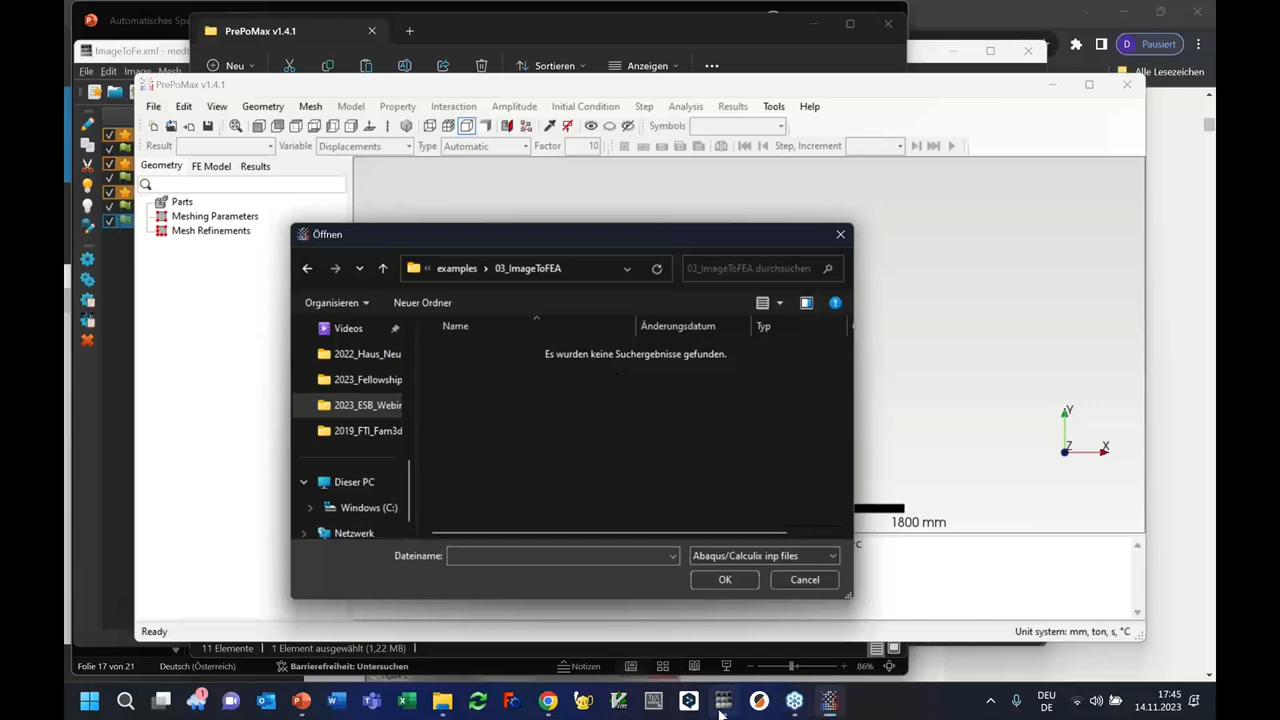 Automatisches Spe
PrePoMax v1.4.1
ImageToFe.xml - medt
D Pausiert
Neu
Sortieren
Anzeigen
Alle Lesezeichen
File Edit Image Mesh
PrePoMax v1.4.1
File Edit View Geometry Mesh Model Property Interaction Amplitude Initial Condition Step Analysis Results Tools Help
Symbols
Result Variable Displacements Type Automatic Factor 10 Step, Increment
Geometry FE Model Results
Parts
Meshing Parameters
Mesh Refinements
Öffnen
examples 03_ImageToFEA
03_ImageToFEA durchsuchen
Organisieren Neuer Ordner
Name Änderungsdatum Typ
Es wurden keine Suchergebnisse gefunden.
Videos
2022_Haus_Neu
2023_Fellowship
2023_ESB_Webir
2019_FTI_Fam3d
Dieser PC
Windows (C:)
Netzwerk
Y
X
Z
1800 mm
°C
Dateiname: Abaqus/Calculix inp files
OK Cancel
Ready Unit system: mm, ton, s, °C
11 Elemente 1 Element ausgewählt (1,22 MB)
Folie 17 von 21 Deutsch (Österreich) Barrierefreiheit: Untersuchen Notizen 86%
1
DEU
DE
17:45
14.11.2023